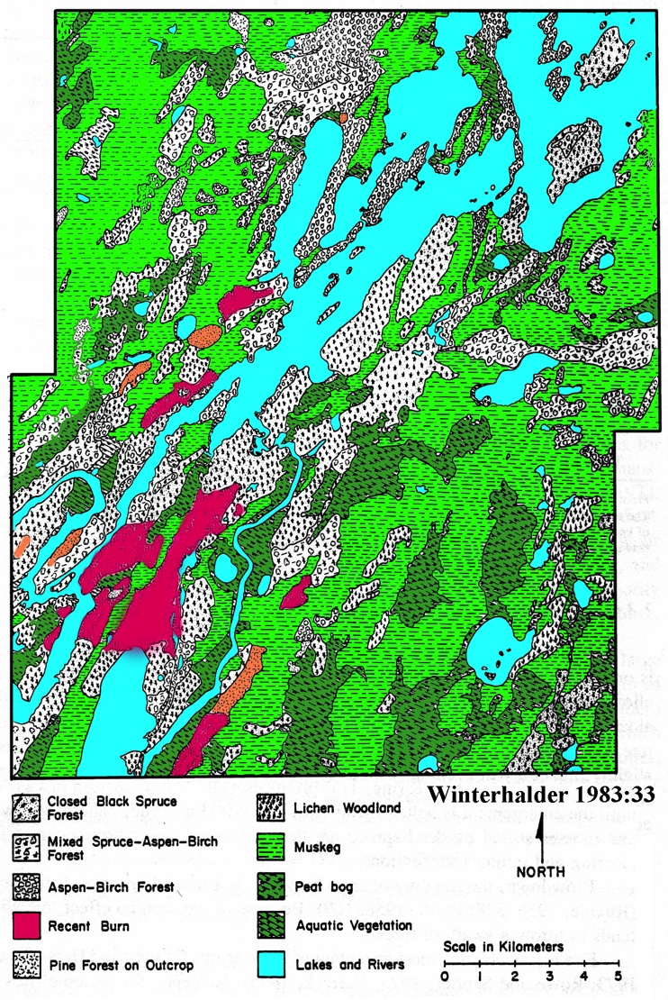 Winterhalder 1983:33
NORTH
Scale in Kilometers
0 1 2 3 4 5
Closed Black Spruce
Forest
Mixed Spruce-Aspen-Birch
Forest
Aspen-Birch Forest
Recent Burn
Pine Forest on Outcrop
Lichen Woodland
Muskeg
Peat bog
Aquatic Vegetation
Lakes and Rivers